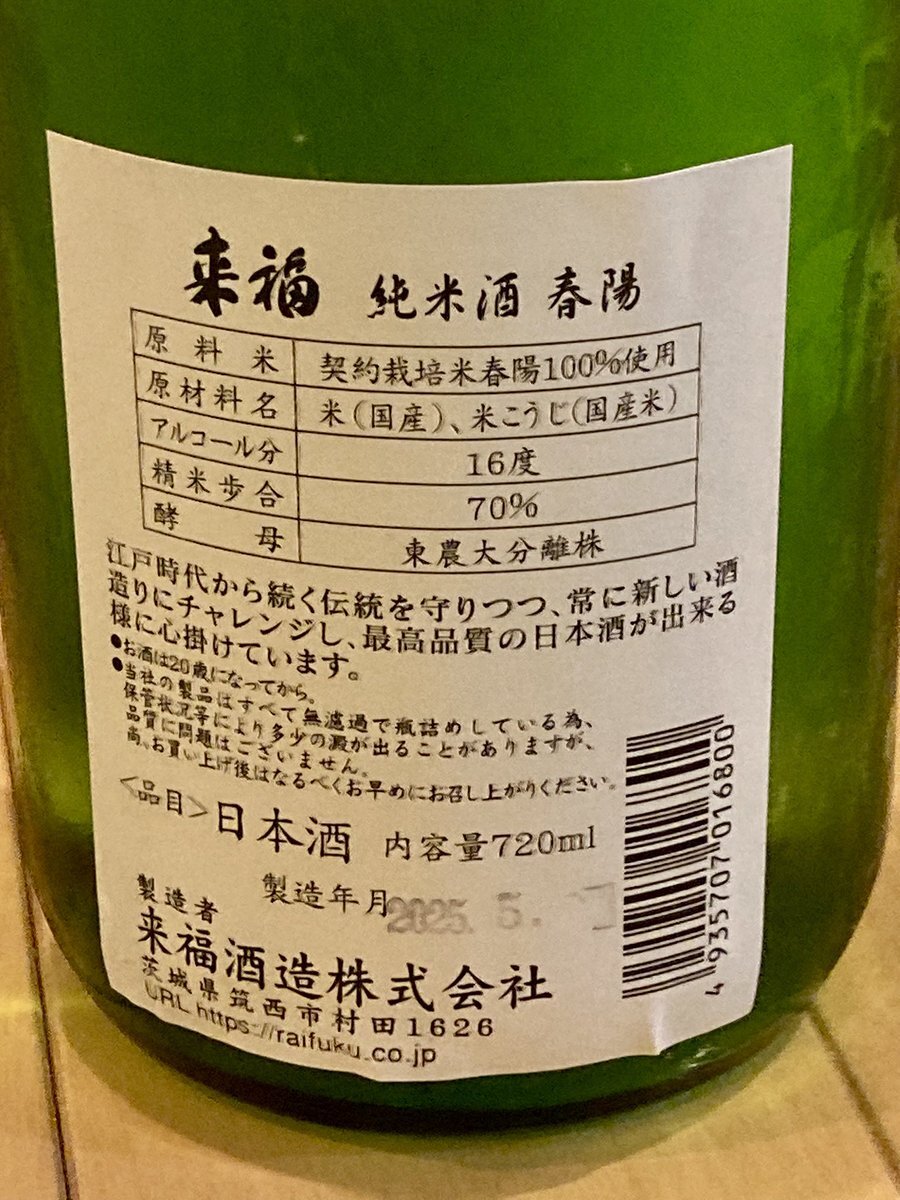 来福 純米酒 春陽
原料米 契約栽培米春陽100%使用
原材料名 米(国産)、米こうじ(国産米)
アルコール分 16度
精米歩合 70%
酵母 東農大分離株
江戸時代から続く伝統を守りつつ、常に新しい酒
造りにチャレンジし、最高品質の日本酒が出来る
様に心掛けています。
●お酒は20歳になってから。
●当社の製品はすべて無濾過で瓶詰めしている為、
保管状況等により多少の澱が出ることがありますが、
品質に問題はございません。
尚、お買い上げ後はなるべくお早めにお召し上がりください。
<品目>日本酒 内容量720ml
製造年月2025. 5.
製造者
来福酒造株式会社
茨城県筑西市村田1626
URL https://raifuku.co.jp
4935707016800